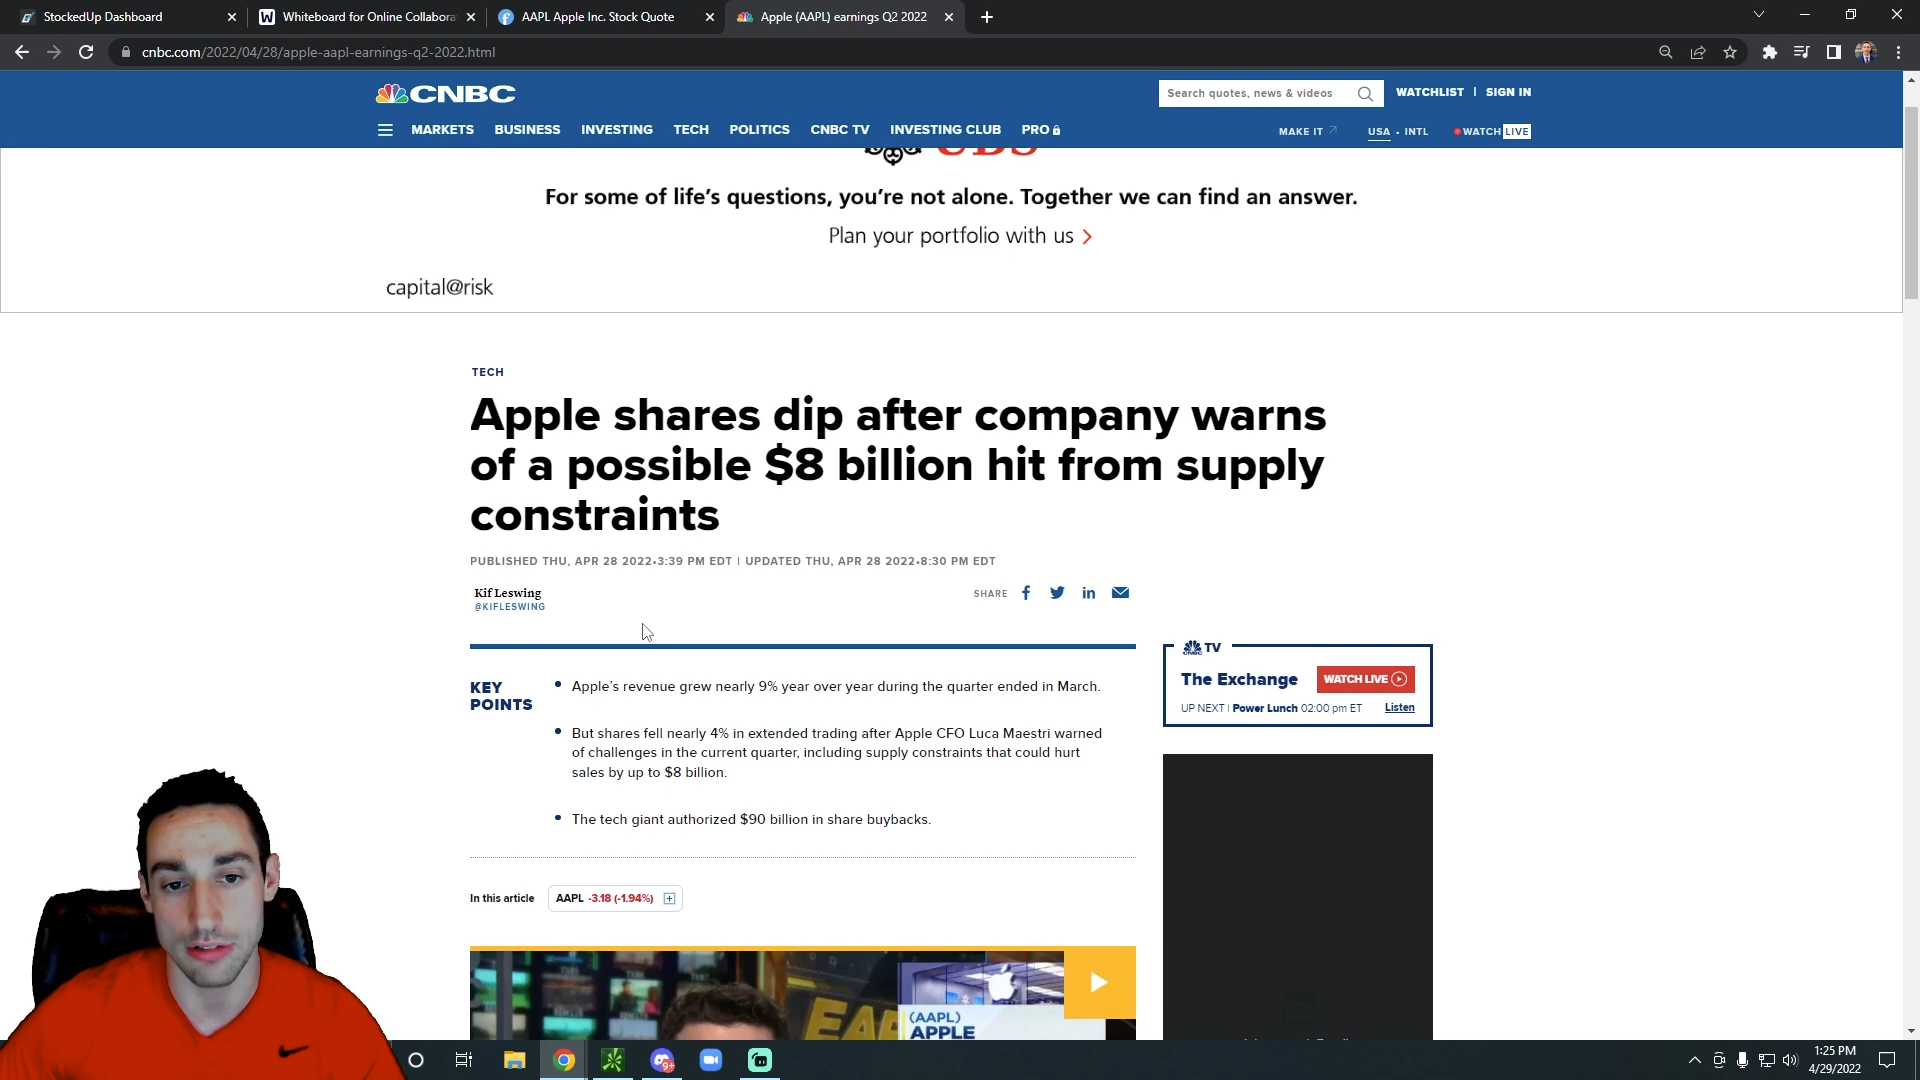 StockedUp Dashboard
Whiteboard for Online Collabora
AAPL Apple Inc. Stock Quote
Apple (AAPL) earnings Q2 2022
cnbc.com/2022/04/28/apple-aapl-earnings-q2-2022.html
CNBC
Search quotes, news & videos
WATCHLIST | SIGN IN
MARKETS BUSINESS INVESTING TECH POLITICS CNBC TV INVESTING CLUB PRO
MAKE IT USA • INTL WATCH LIVE
UBS
For some of life's questions, you're not alone. Together we can find an answer.
Plan your portfolio with us
capital@risk
TECH
Apple shares dip after company warns
of a possible $8 billion hit from supply
constraints
PUBLISHED THU, APR 28 2022•3:39 PM EDT | UPDATED THU, APR 28 2022•8:30 PM EDT
Kif Leswing
@KIFLESWING
SHARE
KEY
POINTS
• Apple's revenue grew nearly 9% year over year during the quarter ended in March.
• But shares fell nearly 4% in extended trading after Apple CFO Luca Maestri warned
of challenges in the current quarter, including supply constraints that could hurt
sales by up to $8 billion.
• The tech giant authorized $90 billion in share buybacks.
TV
The Exchange WATCH LIVE
UP NEXT | Power Lunch 02:00 pm ET Listen
In this article AAPL -3.18 (-1.94%)
(AAPL)
APPLE
9+
1:25 PM
4/29/2022